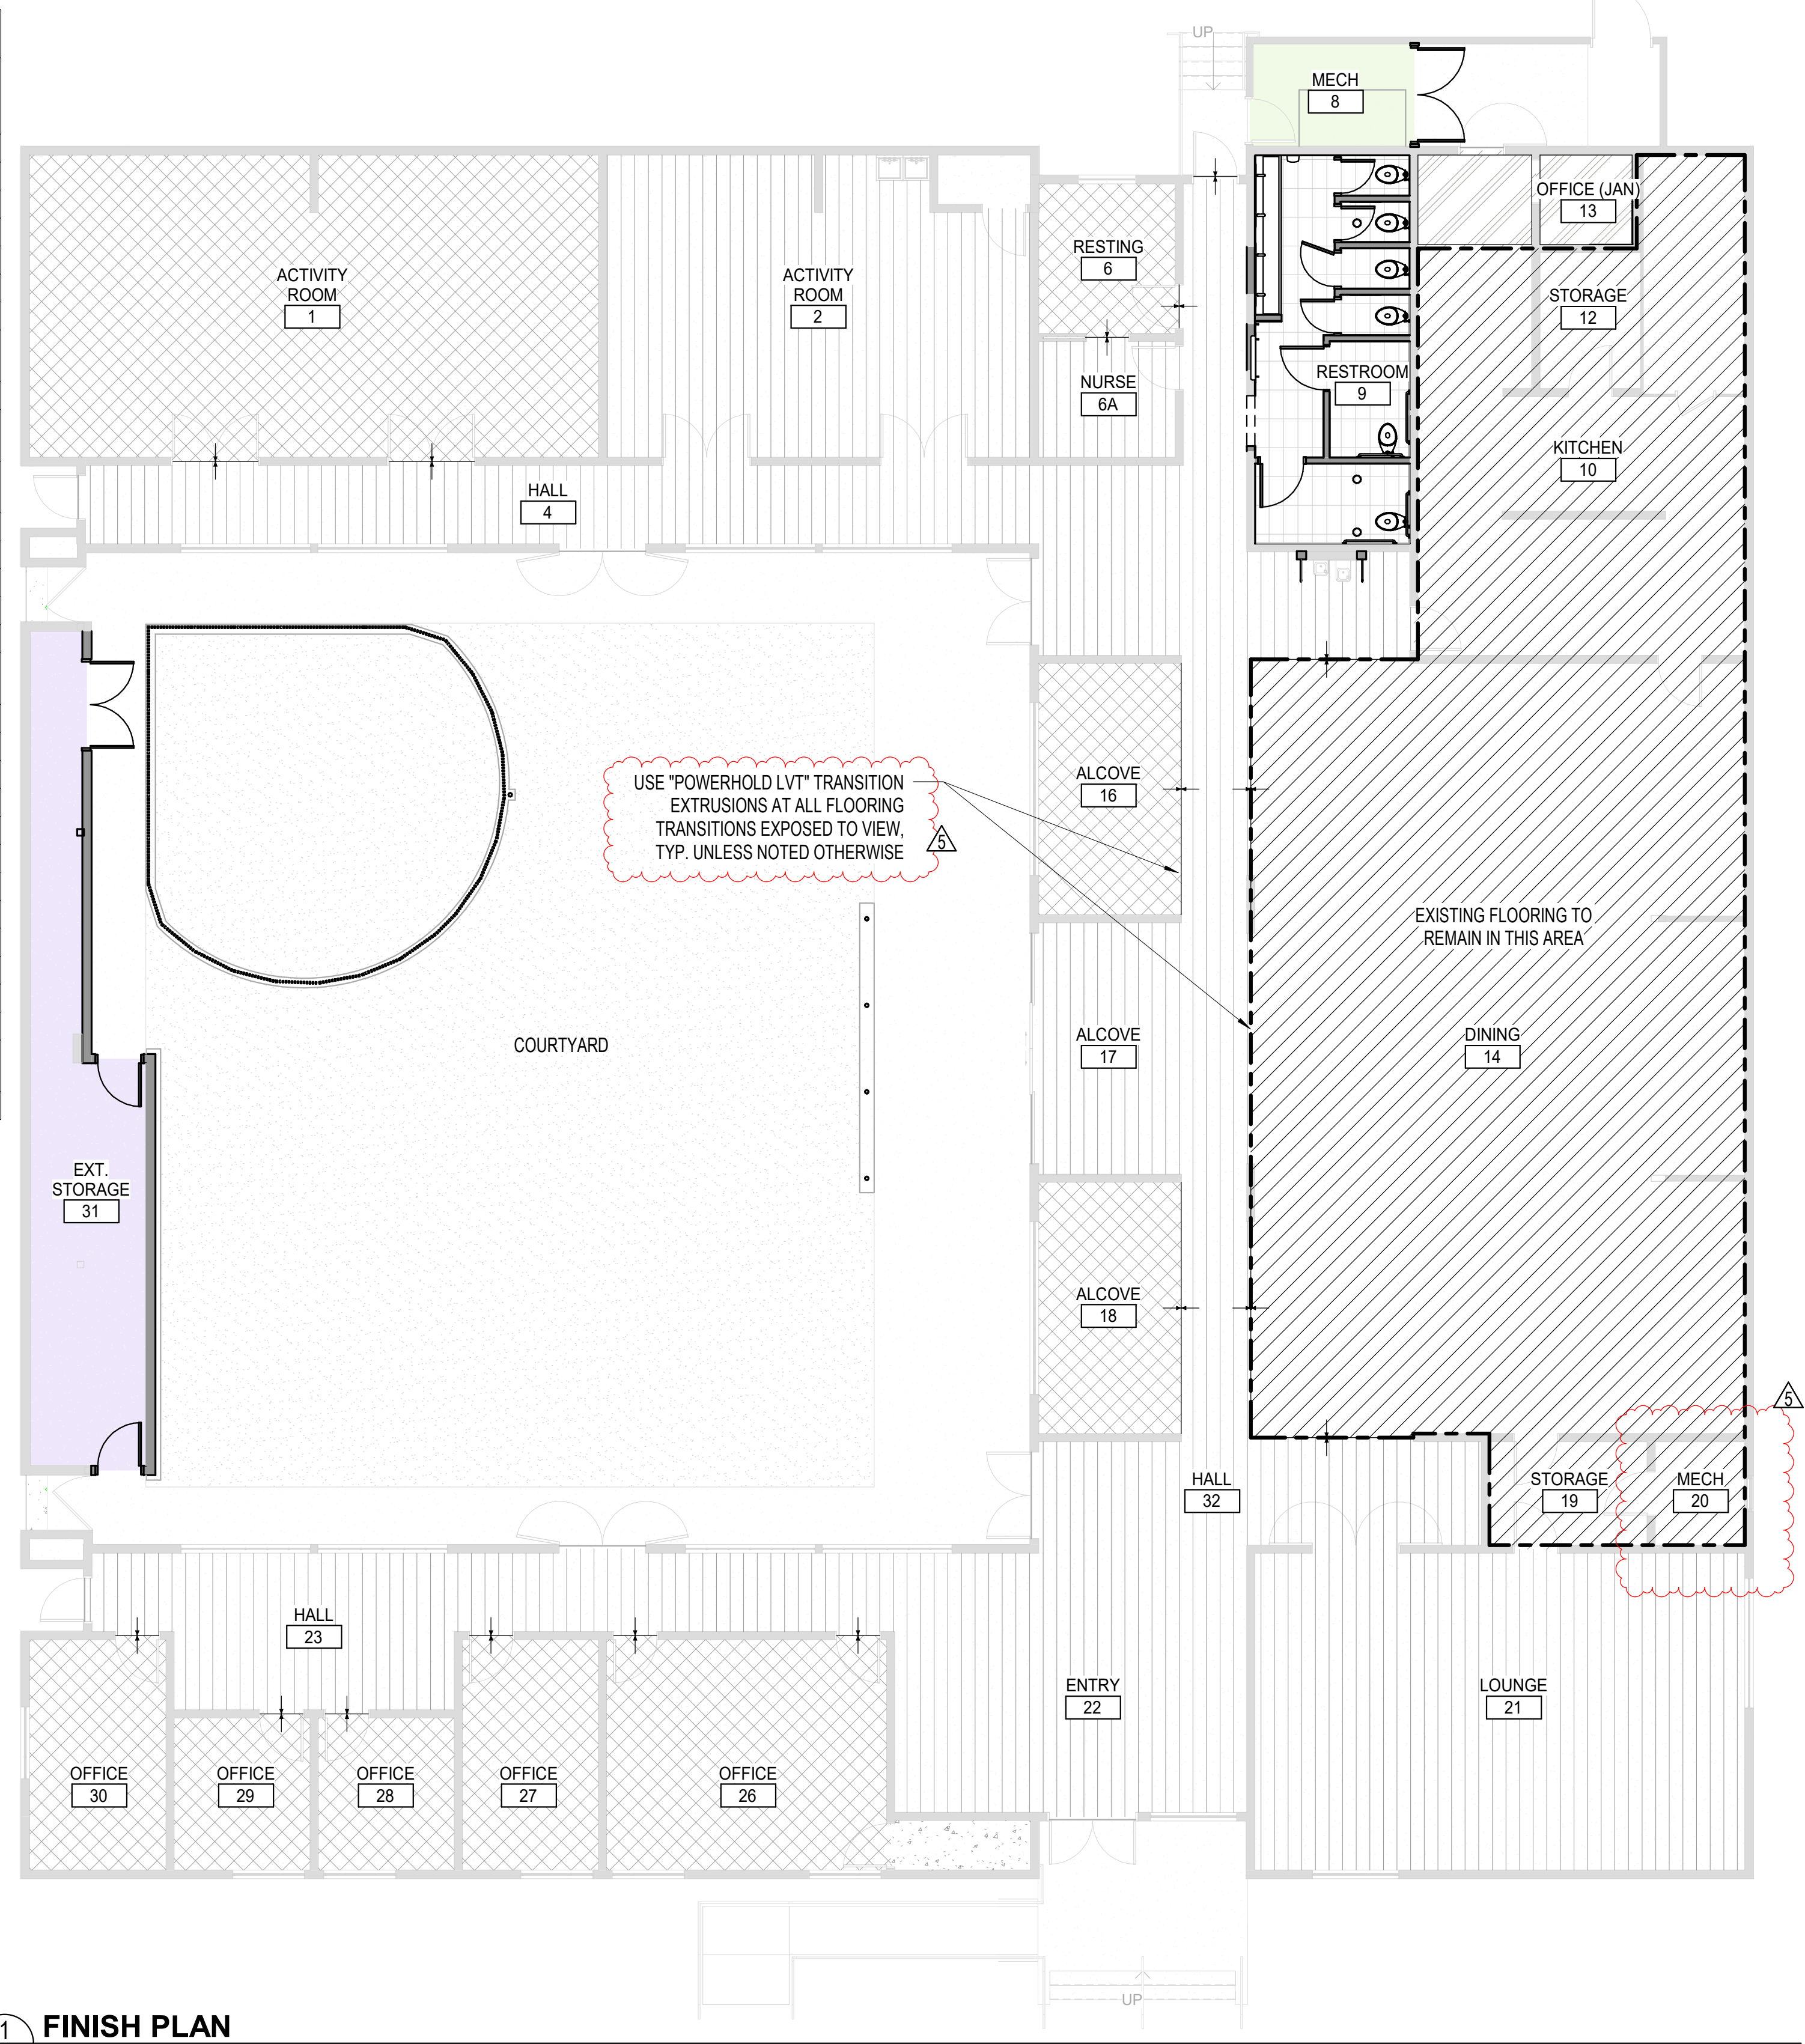 UP
MECH
8
OFFICE (JAN)
13
ACTIVITY
ROOM
1
ACTIVITY
ROOM
2
RESTING
6
STORAGE
12
NURSE
6A
RESTROOM
9
KITCHEN
10
HALL
4
USE "POWERHOLD LVT" TRANSITION
EXTRUSIONS AT ALL FLOORING
TRANSITIONS EXPOSED TO VIEW,
TYP. UNLESS NOTED OTHERWISE
5
ALCOVE
16
EXISTING FLOORING TO
REMAIN IN THIS AREA
COURTYARD
ALCOVE
17
DINING
14
EXT.
STORAGE
31
ALCOVE
18
5
HALL
32
STORAGE
19
MECH
20
HALL
23
ENTRY
22
LOUNGE
21
OFFICE
30
OFFICE
29
OFFICE
28
OFFICE
27
OFFICE
26
UP
1
FINISH PLAN